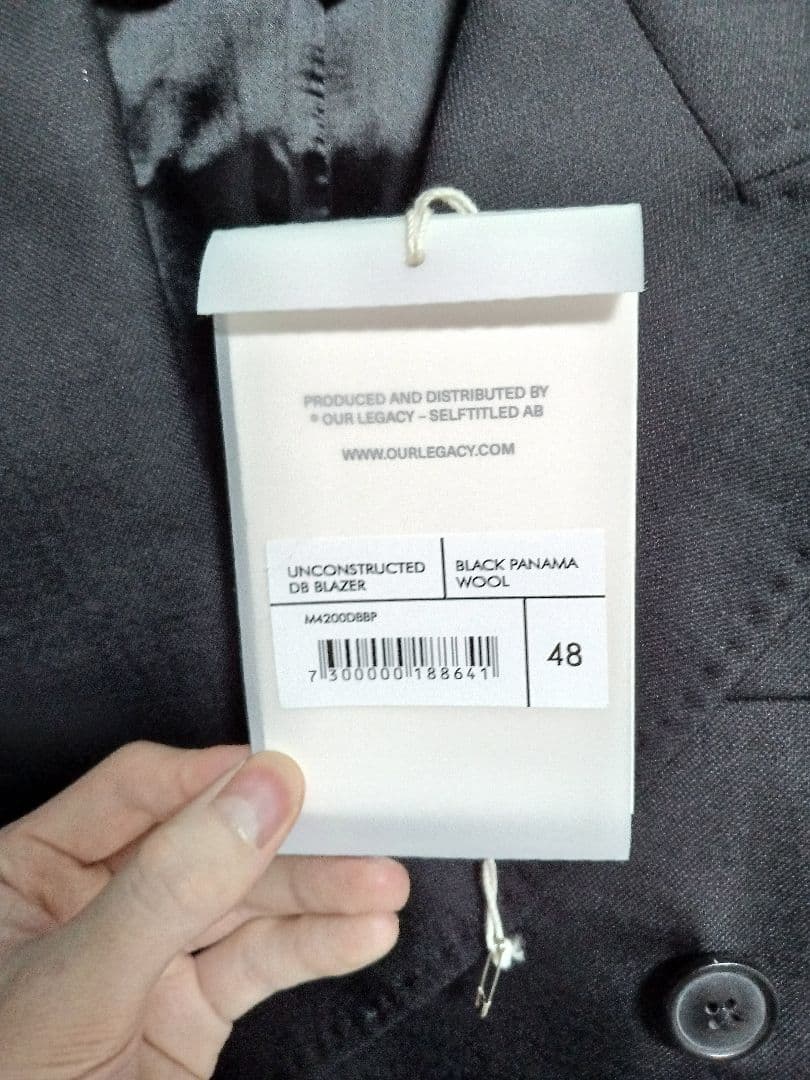 PRODUCED AND DISTRIBUTED BY
® OUR LEGACY – SELFTITLED AB
WWW.OURLEGACY.COM
UNCONSTRUCTED
DB BLAZER
BLACK PANAMA
WOOL
M4200DBBP
7 300000 188641
48